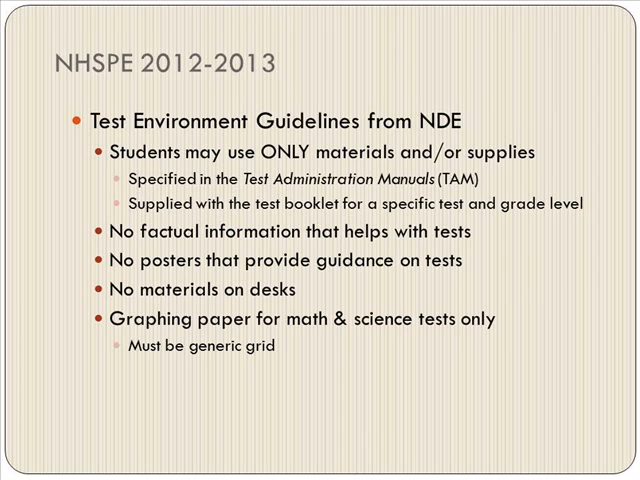 NHSPE 2012-2013
Test Environment Guidelines from NDE
Students may use ONLY materials and/or supplies
Specified in the Test Administration Manuals (TAM)
Supplied with the test booklet for a specific test and grade level
No factual information that helps with tests
No posters that provide guidance on tests
No materials on desks
Graphing paper for math & science tests only
Must be generic grid